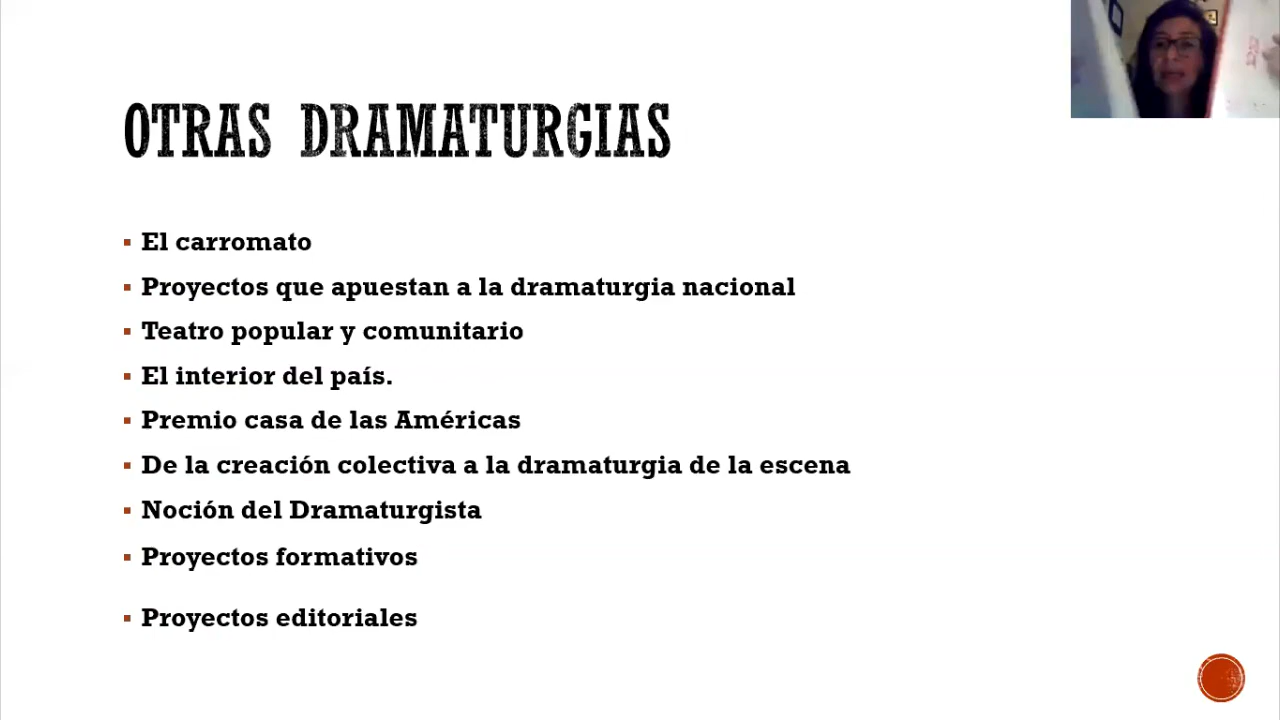 OTRAS DRAMATURGIAS
El carromato
Proyectos que apuestan a la dramaturgia nacional
Teatro popular y comunitario
El interior del país.
Premio casa de las Américas
De la creación colectiva a la dramaturgia de la escena
Noción del Dramaturgista
Proyectos formativos
Proyectos editoriales